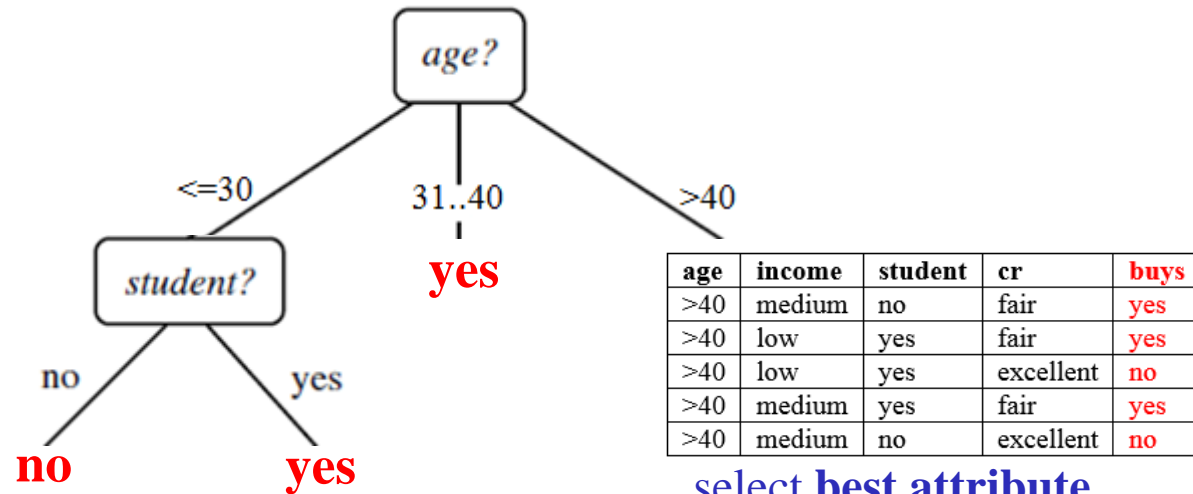 age?
<=30
31..40
>40
student?
yes
no
yes
no
yes
age income student cr buys
>40 medium no fair yes
>40 low yes fair yes
>40 low yes excellent no
>40 medium yes fair yes
>40 medium no excellent no
select best attribute